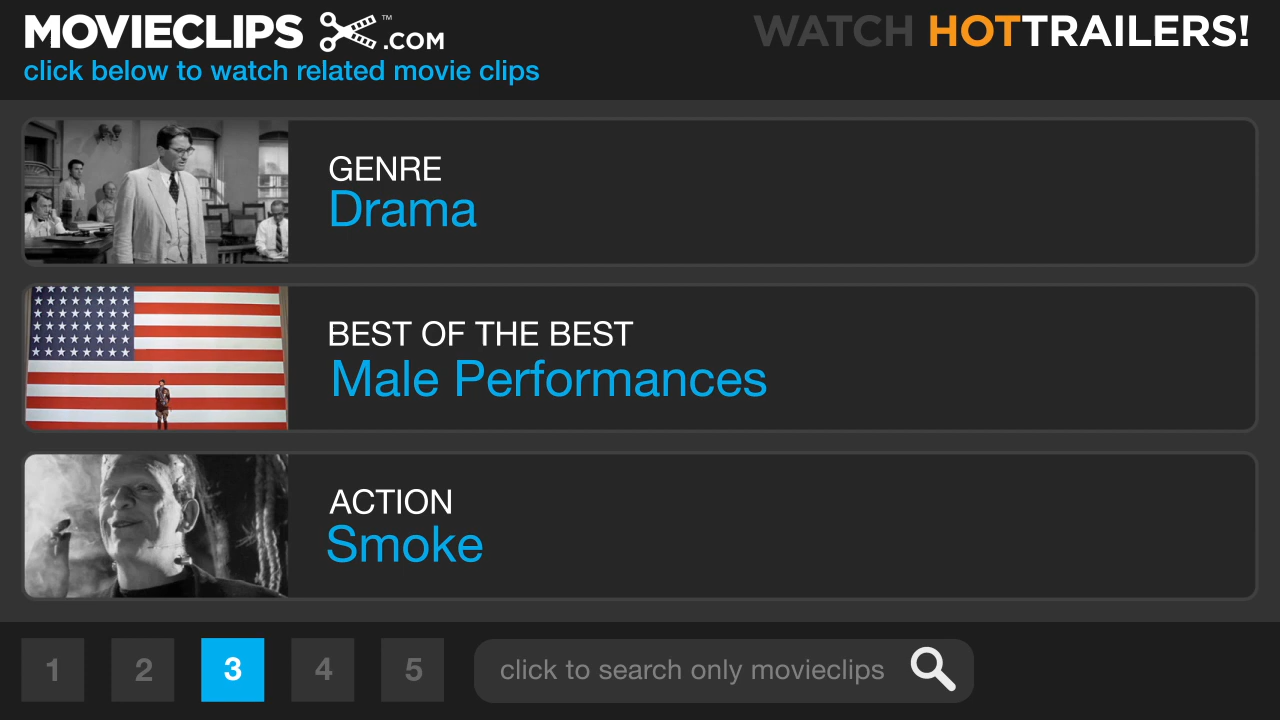 MOVIECLIPS ™ .COM
WATCH HOTTRAILERS!
click below to watch related movie clips
GENRE
Drama
BEST OF THE BEST
Male Performances
ACTION
Smoke
1 2 3 4 5 click to search only movieclips